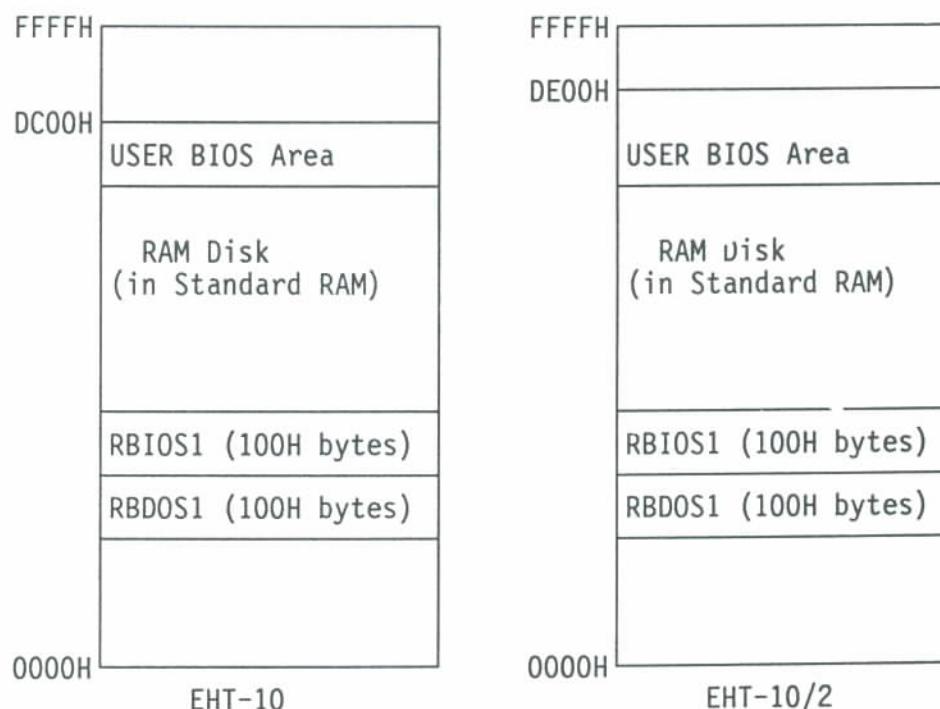 FFFFH
DC00H
USER BIOS Area
RAM Disk
(in Standard RAM)
RBIOS1 (100H bytes)
RBDOS1 (100H bytes)
0000H
EHT-10
FFFFH
DE00H
USER BIOS Area
RAM Disk
(in Standard RAM)
RBIOS1 (100H bytes)
RBDOS1 (100H bytes)
0000H
EHT-10/2